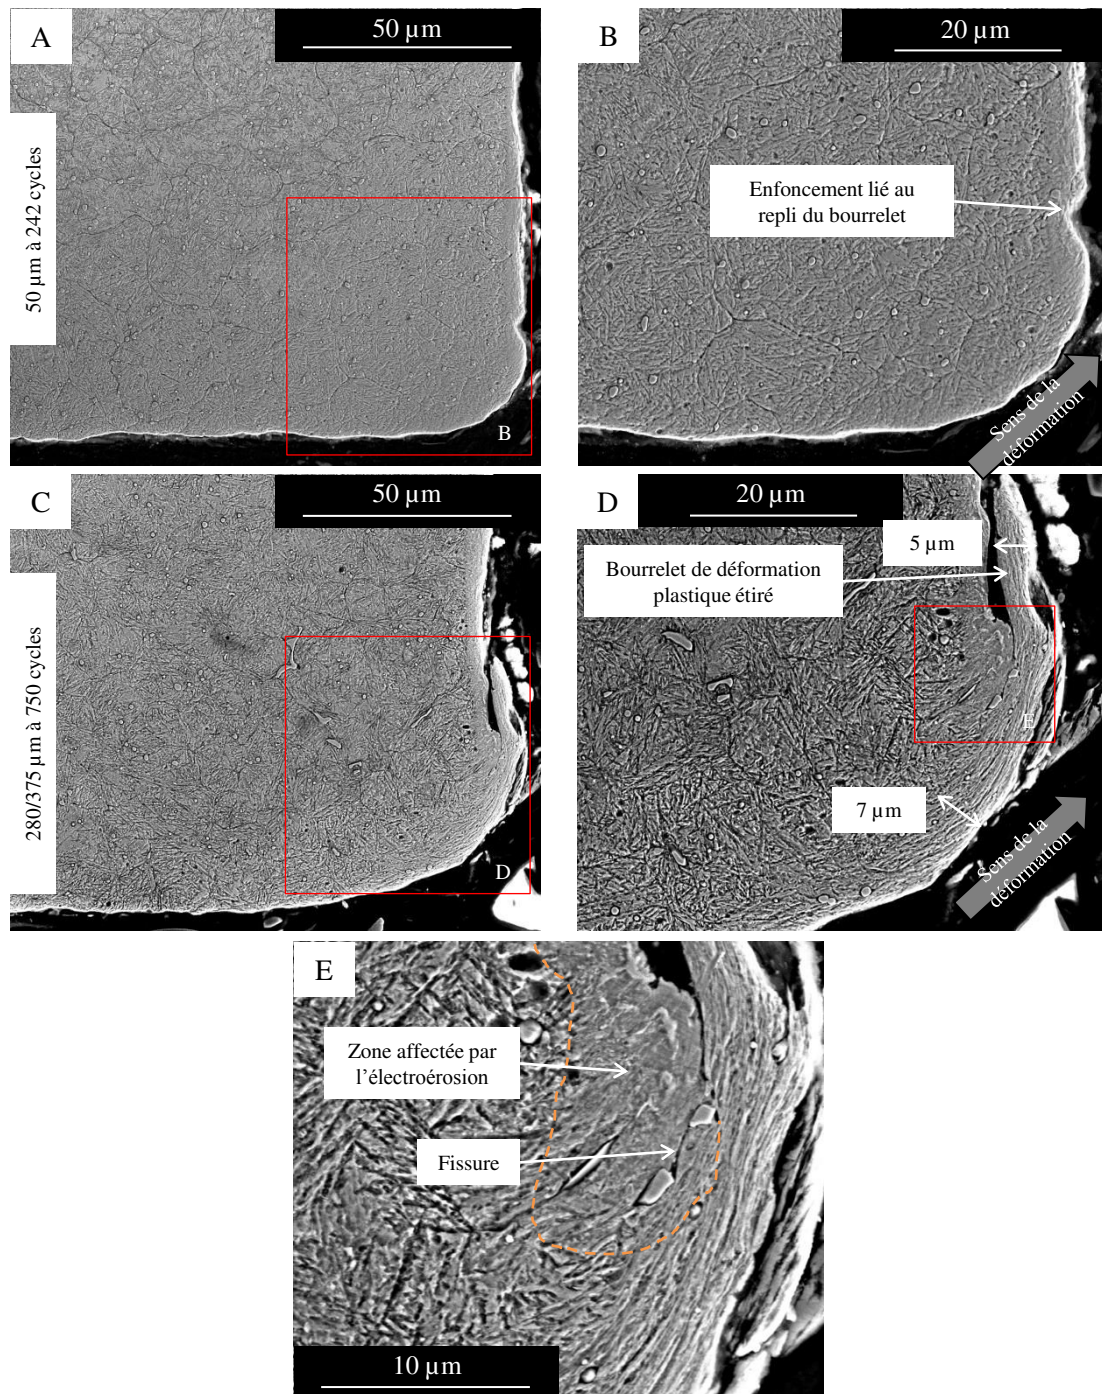 A
50 µm
50 µm à 242 cycles
B
B
20 µm
Enfoncement lié au
repli du bourrelet
Sens de la
déformation
C
50 µm
280/375 µm à 750 cycles
D
D
20 µm
5 µm
Bourrelet de déformation
plastique étiré
E
7 µm
Sens de la
déformation
E
Zone affectée par
l’électroérosion
Fissure
10 µm